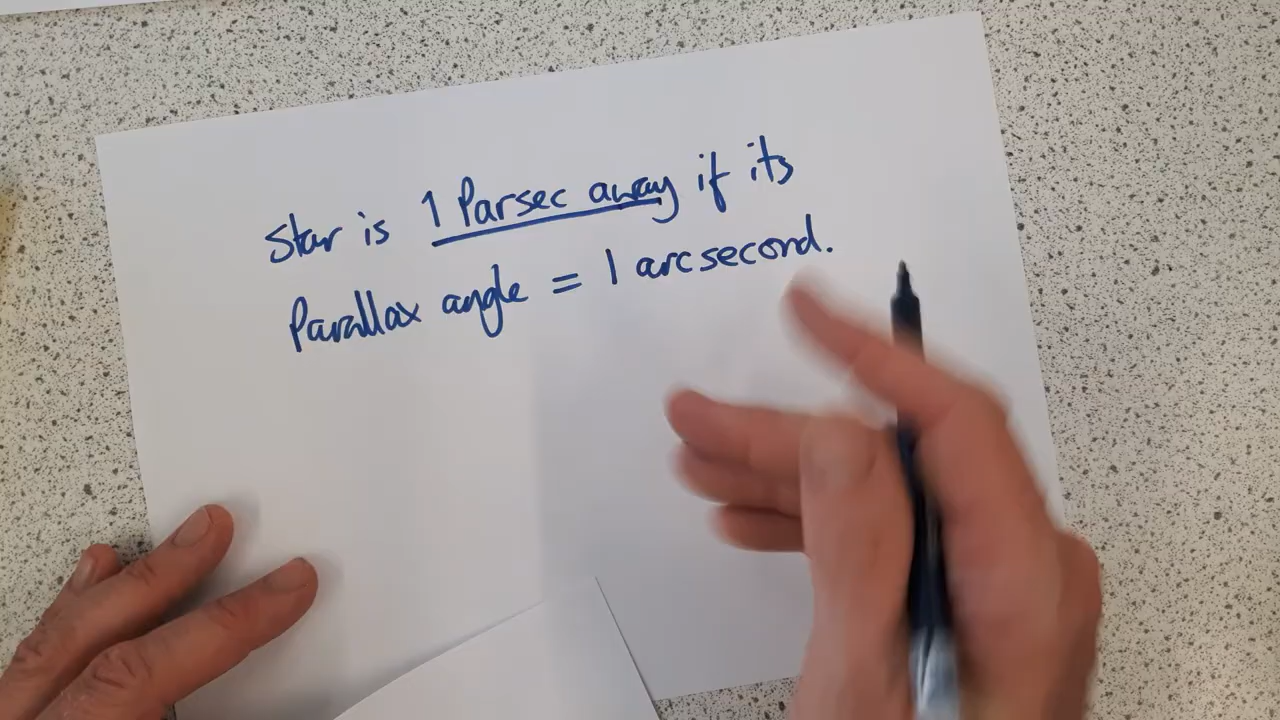 Star is 1 Parsec away if its
Parallax angle = 1 arcsecond.